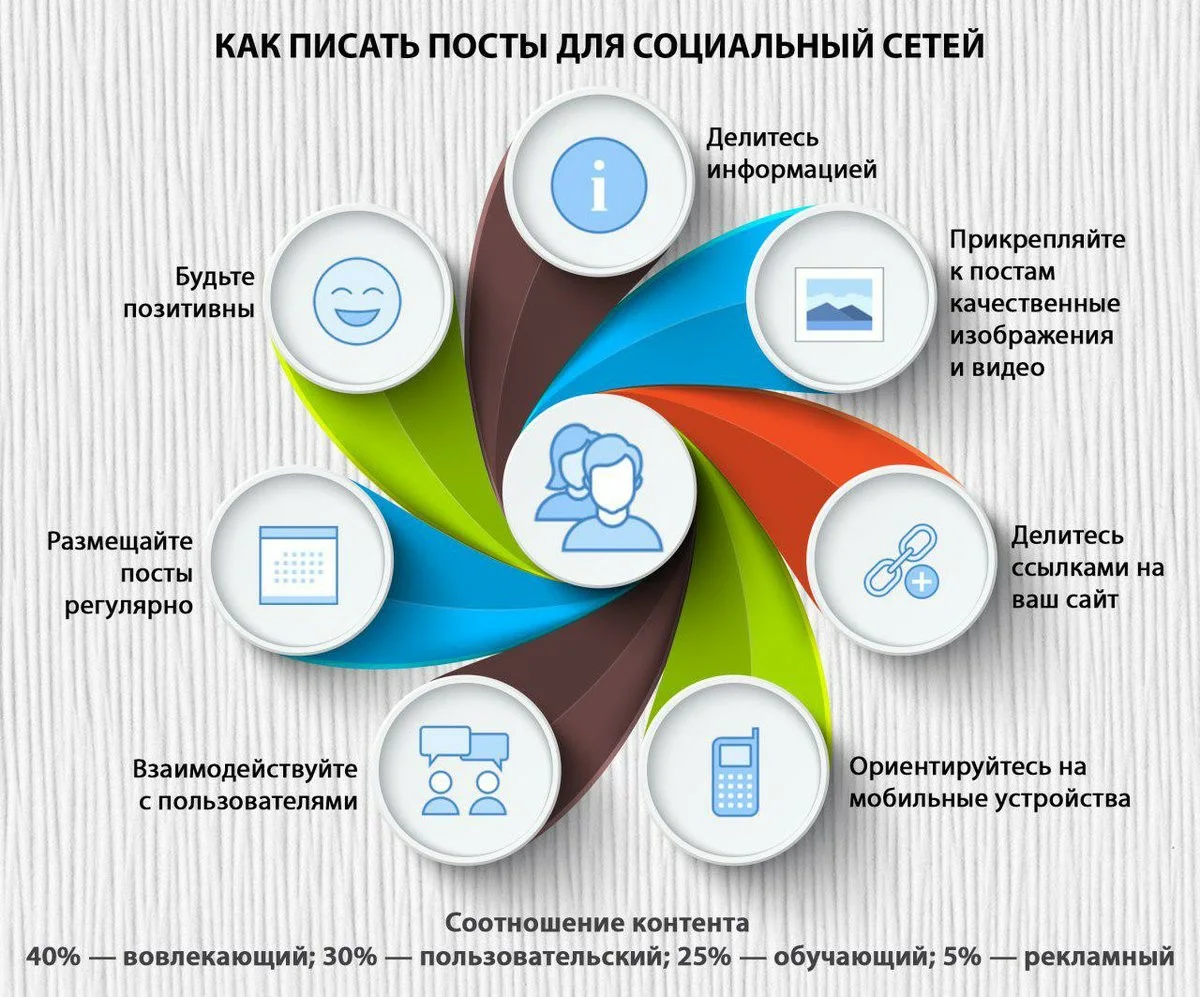 КАК ПИСАТЬ ПОСТЫ ДЛЯ СОЦИАЛЬНЫЙ СЕТЕЙ
Делитесь
информацией
Прикрепляйте
к постам
качественные
изображения
и видео
Делитесь
ссылками на
ваш сайт
Ориентируйтесь на
мобильные устройства
Взаимодействуйте
с пользователями
Размещайте
посты
регулярно
Будьте
позитивны
Соотношение контента
40% — вовлекающий; 30% — пользовательский; 25% — обучающий; 5% — рекламный